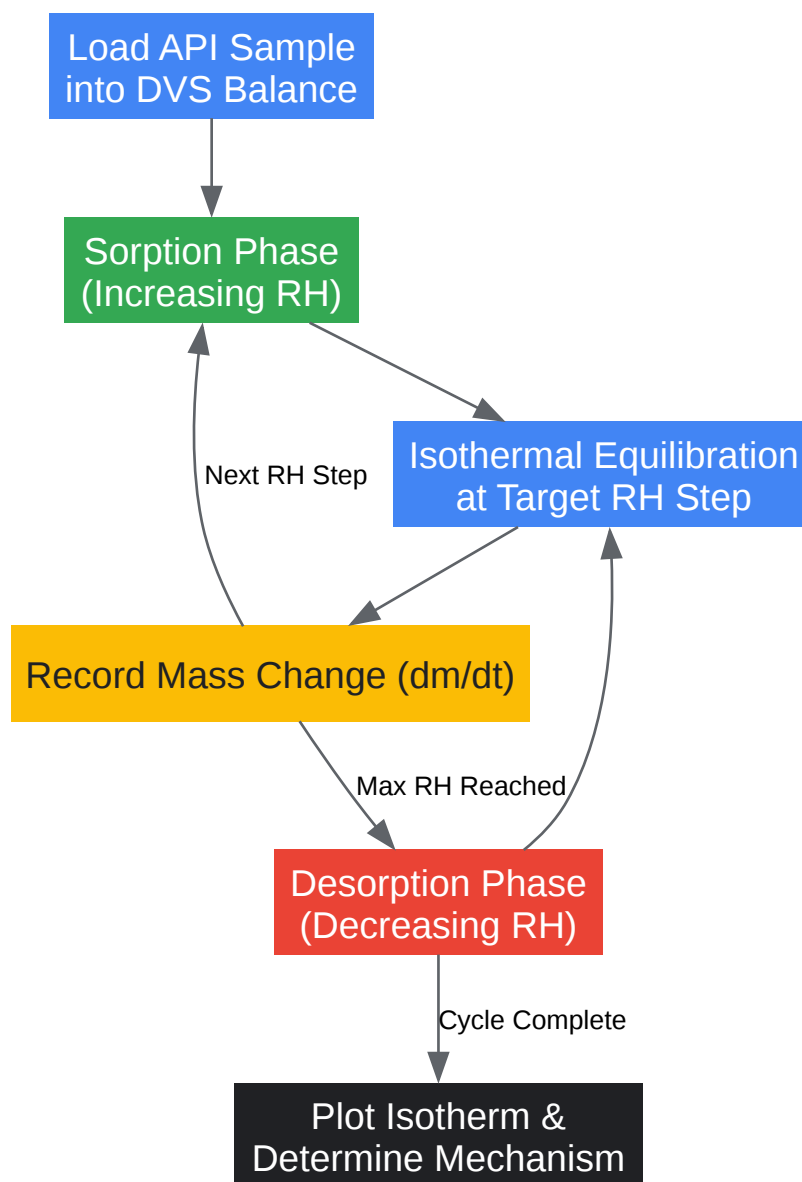 Load API Sample
into DVS Balance
Sorption Phase
(Increasing RH)
Isothermal Equilibration
at Target RH Step
Next RH Step
Record Mass Change (dm/dt)
Max RH Reached
Desorption Phase
(Decreasing RH)
Cycle Complete
Plot Isotherm &
Determine Mechanism